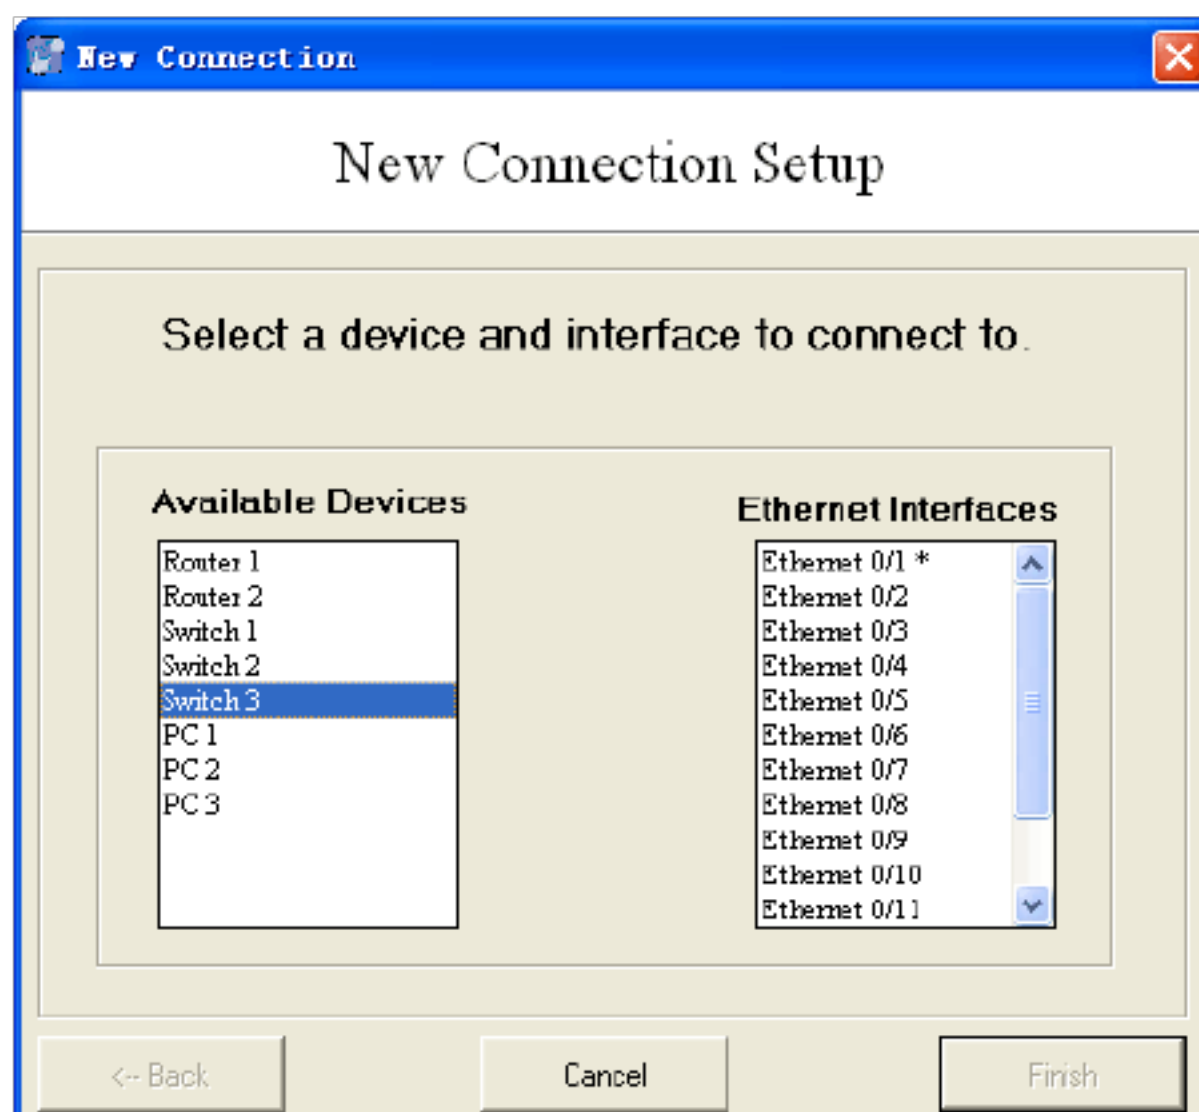 New Connection
New Connection Setup
Select a device and interface to connect to.
Available Devices
Router 1
Router 2
Switch 1
Switch 2
Switch 3
PC 1
PC 2
PC 3
Ethernet Interfaces
Ethernet 0/1 *
Ethernet 0/2
Ethernet 0/3
Ethernet 0/4
Ethernet 0/5
Ethernet 0/6
Ethernet 0/7
Ethernet 0/8
Ethernet 0/9
Ethernet 0/10
Ethernet 0/11
<-- Back
Cancel
Finish